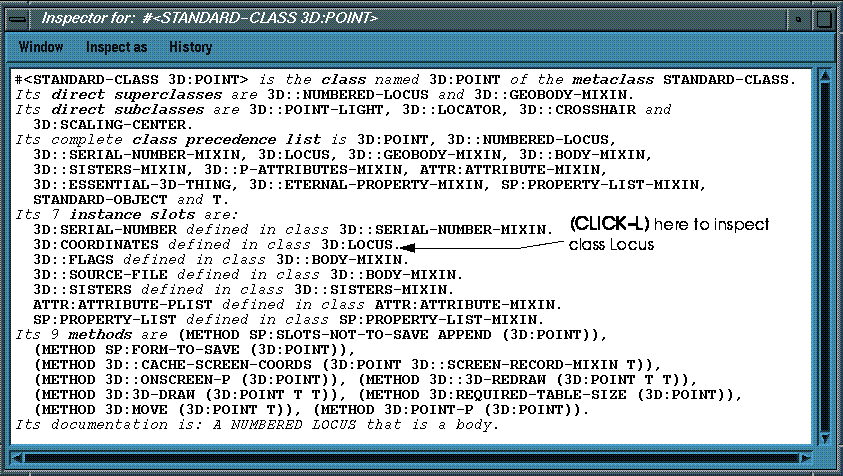 Inspector for: #<STANDARD-CLASS 3D:POINT>
Window Inspect as History
#<STANDARD-CLASS 3D:POINT> is the class named 3D:POINT of the metaclass STANDARD-CLASS.
Its direct superclasses are 3D::NUMBERED-LOCUS and 3D::GEOBODY-MIXIN.
Its direct subclasses are 3D::POINT-LIGHT, 3D::LOCATOR, 3D::CROSSHAIR and
3D:SCALING-CENTER.
Its complete class precedence list is 3D:POINT, 3D::NUMBERED-LOCUS,
3D::SERIAL-NUMBER-MIXIN, 3D:LOCUS, 3D::GEOBODY-MIXIN, 3D::BODY-MIXIN,
3D::SISTERS-MIXIN, 3D::P-ATTRIBUTES-MIXIN, ATTR:ATTRIBUTE-MIXIN,
3D::ESSENTIAL-3D-THING, 3D::ETERNAL-PROPERTY-MIXIN, SP:PROPERTY-LIST-MIXIN,
STANDARD-OBJECT and T.
Its 7 instance slots are:
3D:SERIAL-NUMBER defined in class 3D::SERIAL-NUMBER-MIXIN.
3D:COORDINATES defined in class 3D:LOCUS.
(CLICK-L) here to inspect
class Locus
3D::FLAGS defined in class 3D::BODY-MIXIN.
3D::SOURCE-FILE defined in class 3D::BODY-MIXIN.
3D::SISTERS defined in class 3D::SISTERS-MIXIN.
ATTR:ATTRIBUTE-PLIST defined in class ATTR:ATTRIBUTE-MIXIN.
SP:PROPERTY-LIST defined in class SP:PROPERTY-LIST-MIXIN.
Its 9 methods are (METHOD SP:SLOTS-NOT-TO-SAVE APPEND (3D:POINT)),
(METHOD SP:FORM-TO-SAVE (3D:POINT)),
(METHOD 3D::CACHE-SCREEN-COORDS (3D:POINT 3D::SCREEN-RECORD-MIXIN T)),
(METHOD 3D::ONSCREEN-P (3D:POINT)), (METHOD 3D::3D-REDRAW (3D:POINT T T)),
(METHOD 3D:3D-DRAW (3D:POINT T T)), (METHOD 3D:REQUIRED-TABLE-SIZE (3D:POINT)),
(METHOD 3D:MOVE (3D:POINT T)), (METHOD 3D:POINT-P (3D:POINT)).
Its documentation is: A NUMBERED LOCUS that is a body.